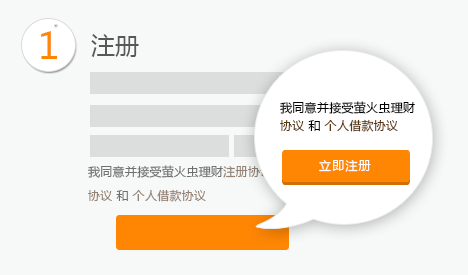 1
注册
我同意并接受萤火虫理财注册协
协议 和 个人借款协议
我同意并接受萤火虫理财
协议 和 个人借款协议
立即注册